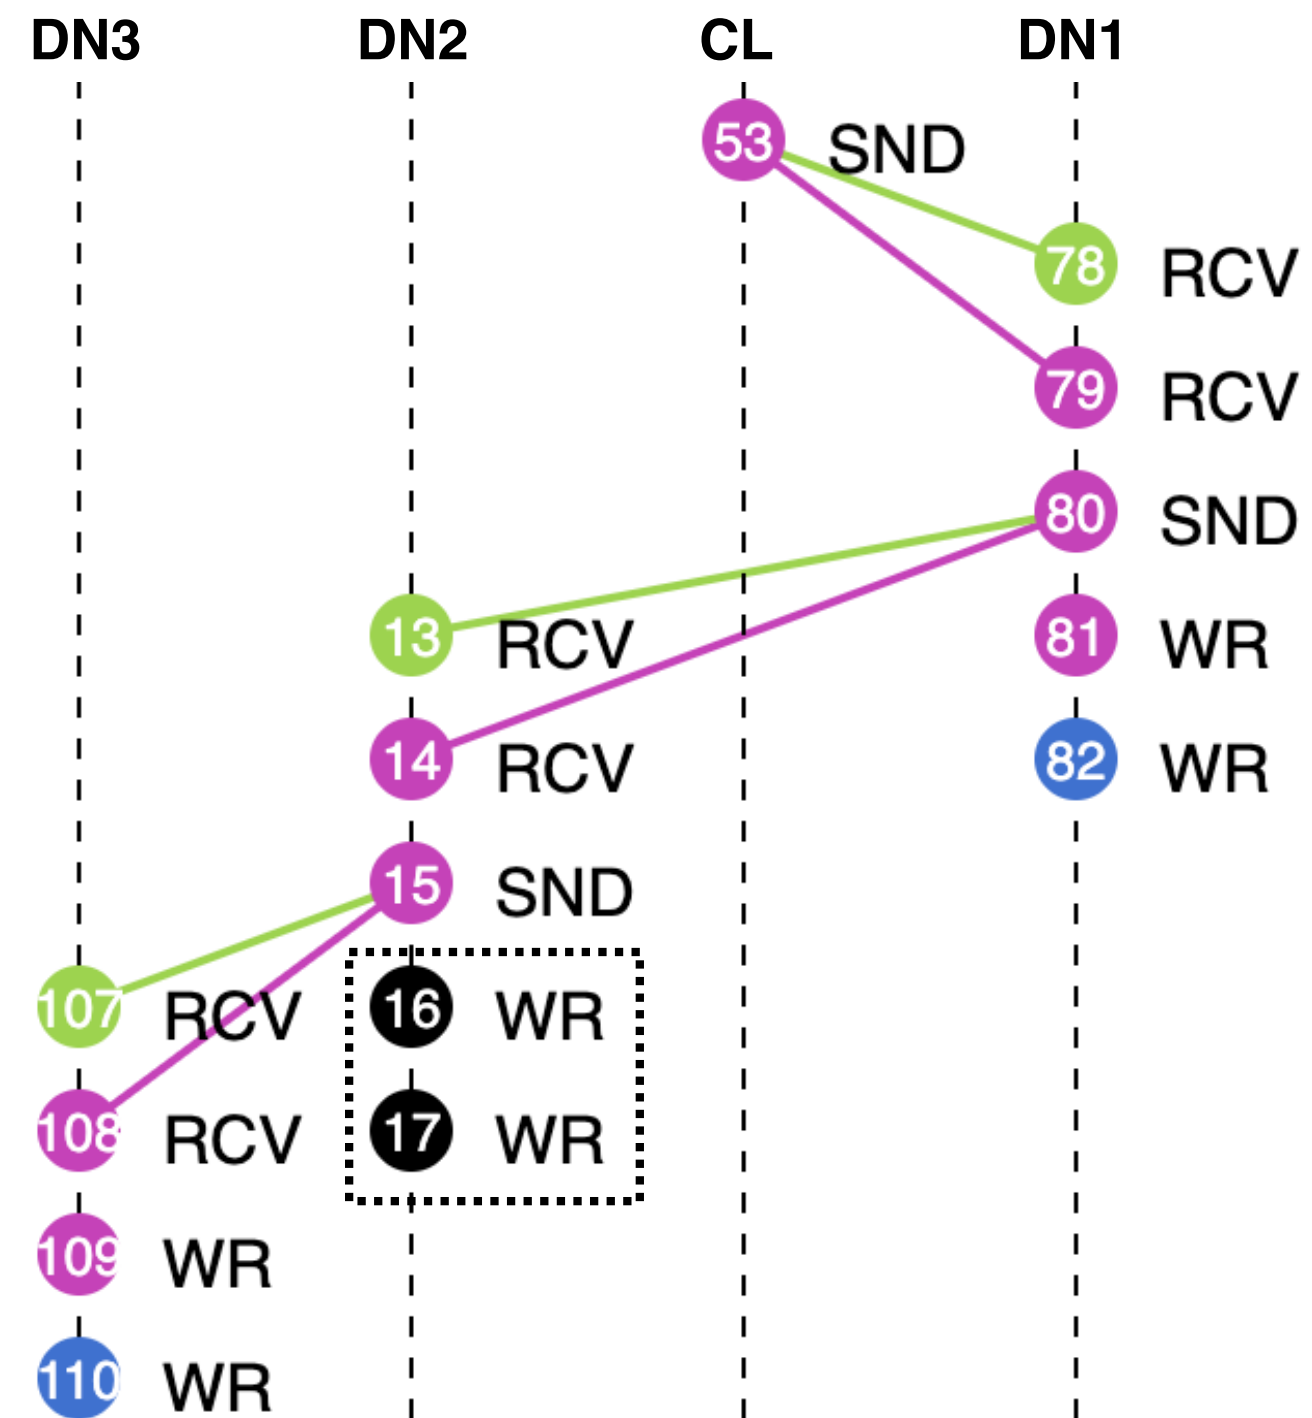 DN3 DN2 CL DN1
53 SND
78 RCV
79 RCV
80 SND
13 RCV 81 WR
14 RCV 82 WR
15 SND
107 RCV 16 WR
108 RCV 17 WR
109 WR
110 WR